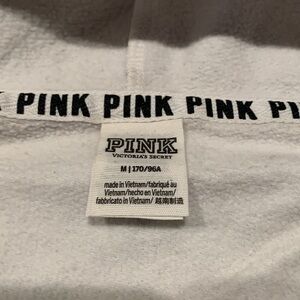 PINK PINK PINK PI
PINK
VICTORIA'S SECRET
M | 170/96A
made in Vietnam/fabriqué au
Vietnam/hecho en Vietnam/
fabbricato in Vietnam/ 越南制造